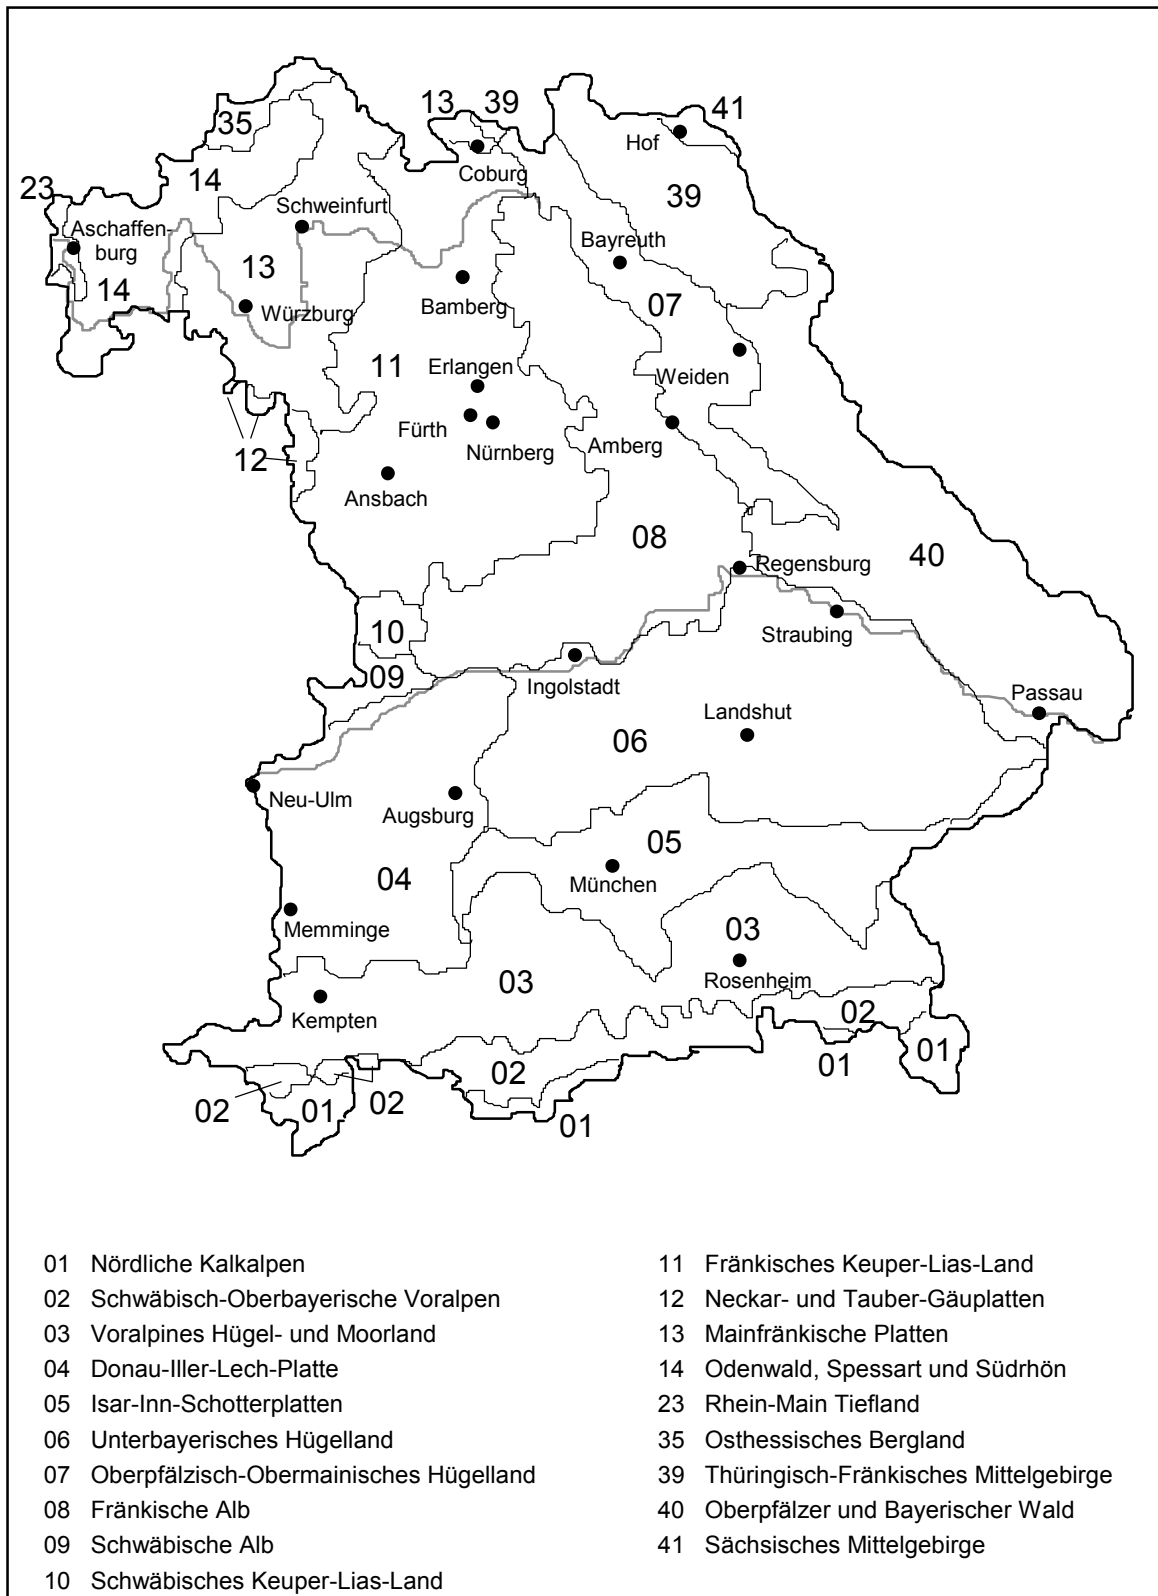 13
39
41
35
Hof
Coburg
14
23
39
Schweinfurt
Aschaffen-
burg
Bayreuth
13
14
Bamberg
07
Würzburg
11
Erlangen
Weiden
Fürth
Nürnberg
Amberg
12
Ansbach
08
40
Regensburg
10
Straubing
09
Ingolstadt
Passau
Landshut
06
Neu-Ulm
Augsburg
05
04
München
Memminge
03
03
Rosenheim
Kempten
02
01
01
02
02
01
02
01
01 Nördliche Kalkalpen
02 Schwäbisch-Oberbayerische Voralpen
03 Voralpines Hügel- und Moorland
04 Donau-Iller-Lech-Platte
05 Isar-Inn-Schotterplatten
06 Unterbayerisches Hügelland
07 Oberpfälzisch-Obermainisches Hügelland
08 Fränkische Alb
09 Schwäbische Alb
10 Schwäbisches Keuper-Lias-Land
11 Fränkisches Keuper-Lias-Land
12 Neckar- und Tauber-Gäuplatten
13 Mainfränkische Platten
14 Odenwald, Spessart und Südrhön
23 Rhein-Main Tiefland
35 Osthessisches Bergland
39 Thüringisch-Fränkisches Mittelgebirge
40 Oberpfälzer und Bayerischer Wald
41 Sächsisches Mittelgebirge